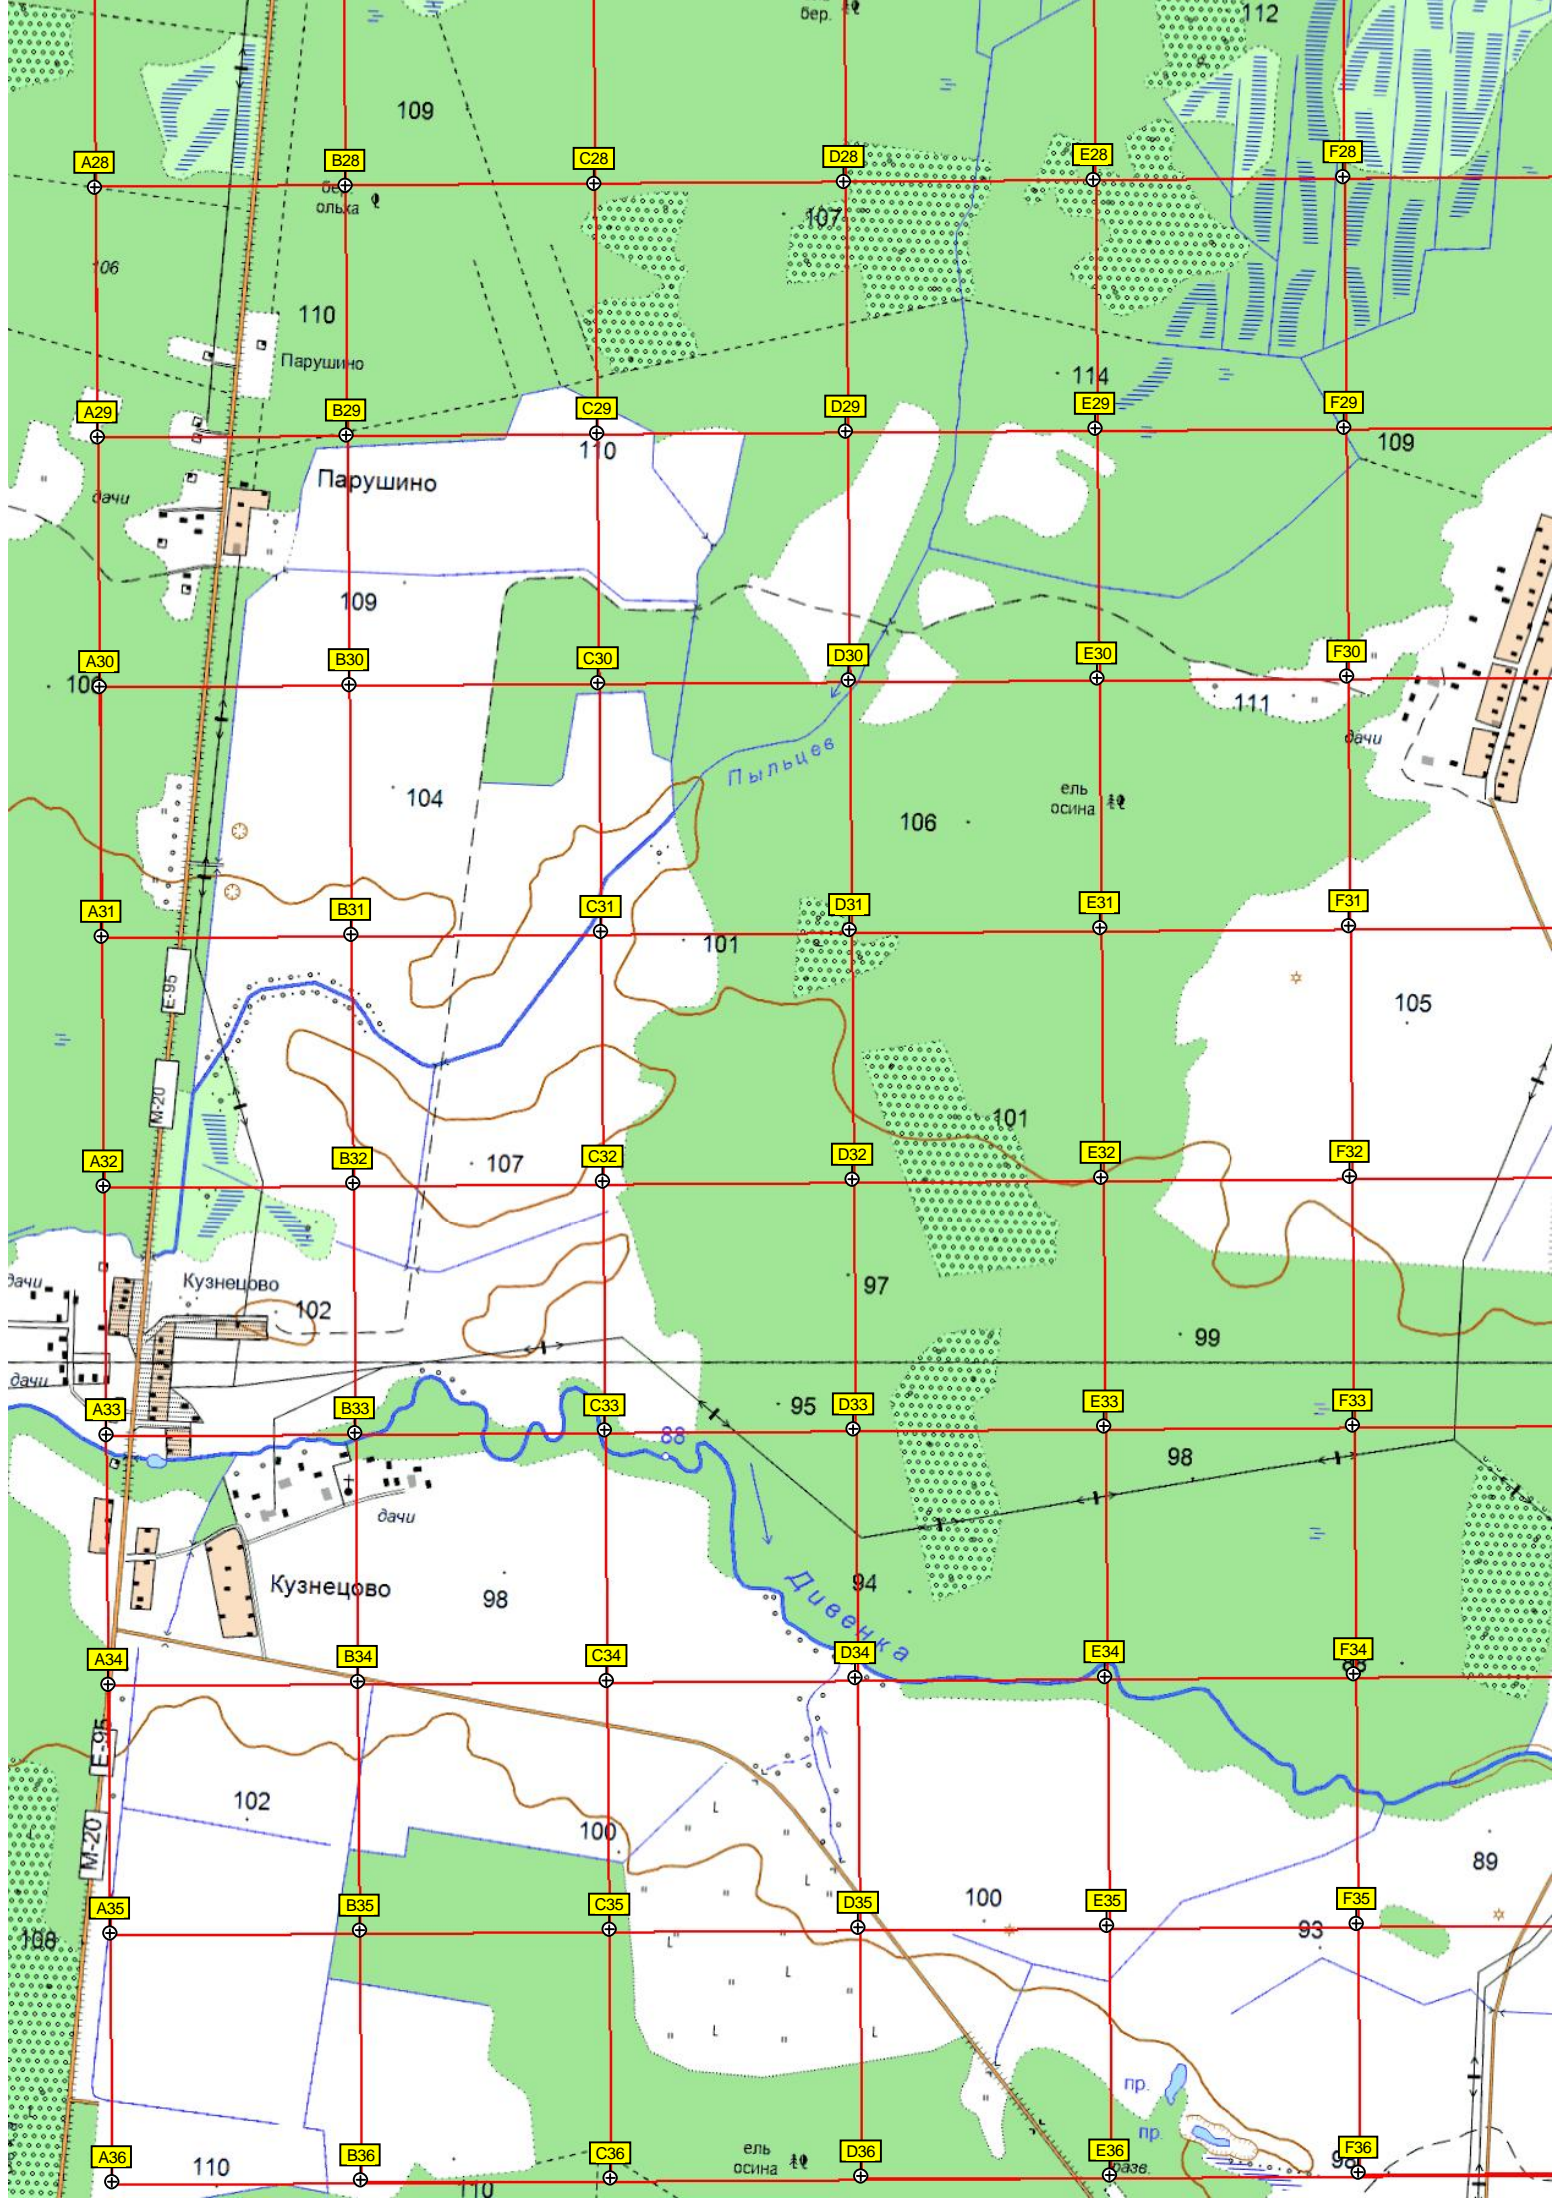 бер.
112
109
A28
B28
C28
D28
E28
F28
ольха
107
106
110
Парушино
114
A29
B29
C29
D29
E29
F29
110
109
Парушино
дачи
109
A30
B30
C30
D30
E30
F30
111
дачи
Пыльцев
104
ель
осина
106
A31
B31
C31
D31
E31
F31
101
E-95
105
M-20
101
A32
B32
C32
D32
E32
F32
107
дачи
Кузнецово
97
102
99
дачи
A33
B33
C33
D33
E33
F33
95
88
98
дачи
Кузнецово
98
94
Дивенка
A34
B34
C34
D34
E34
F34
E-95
102
100
M-20
89
A35
B35
C35
D35
E35
F35
100
93
108
пр.
пр.
A36
B36
C36
D36
E36
F36
ель
осина
110
разв.
110